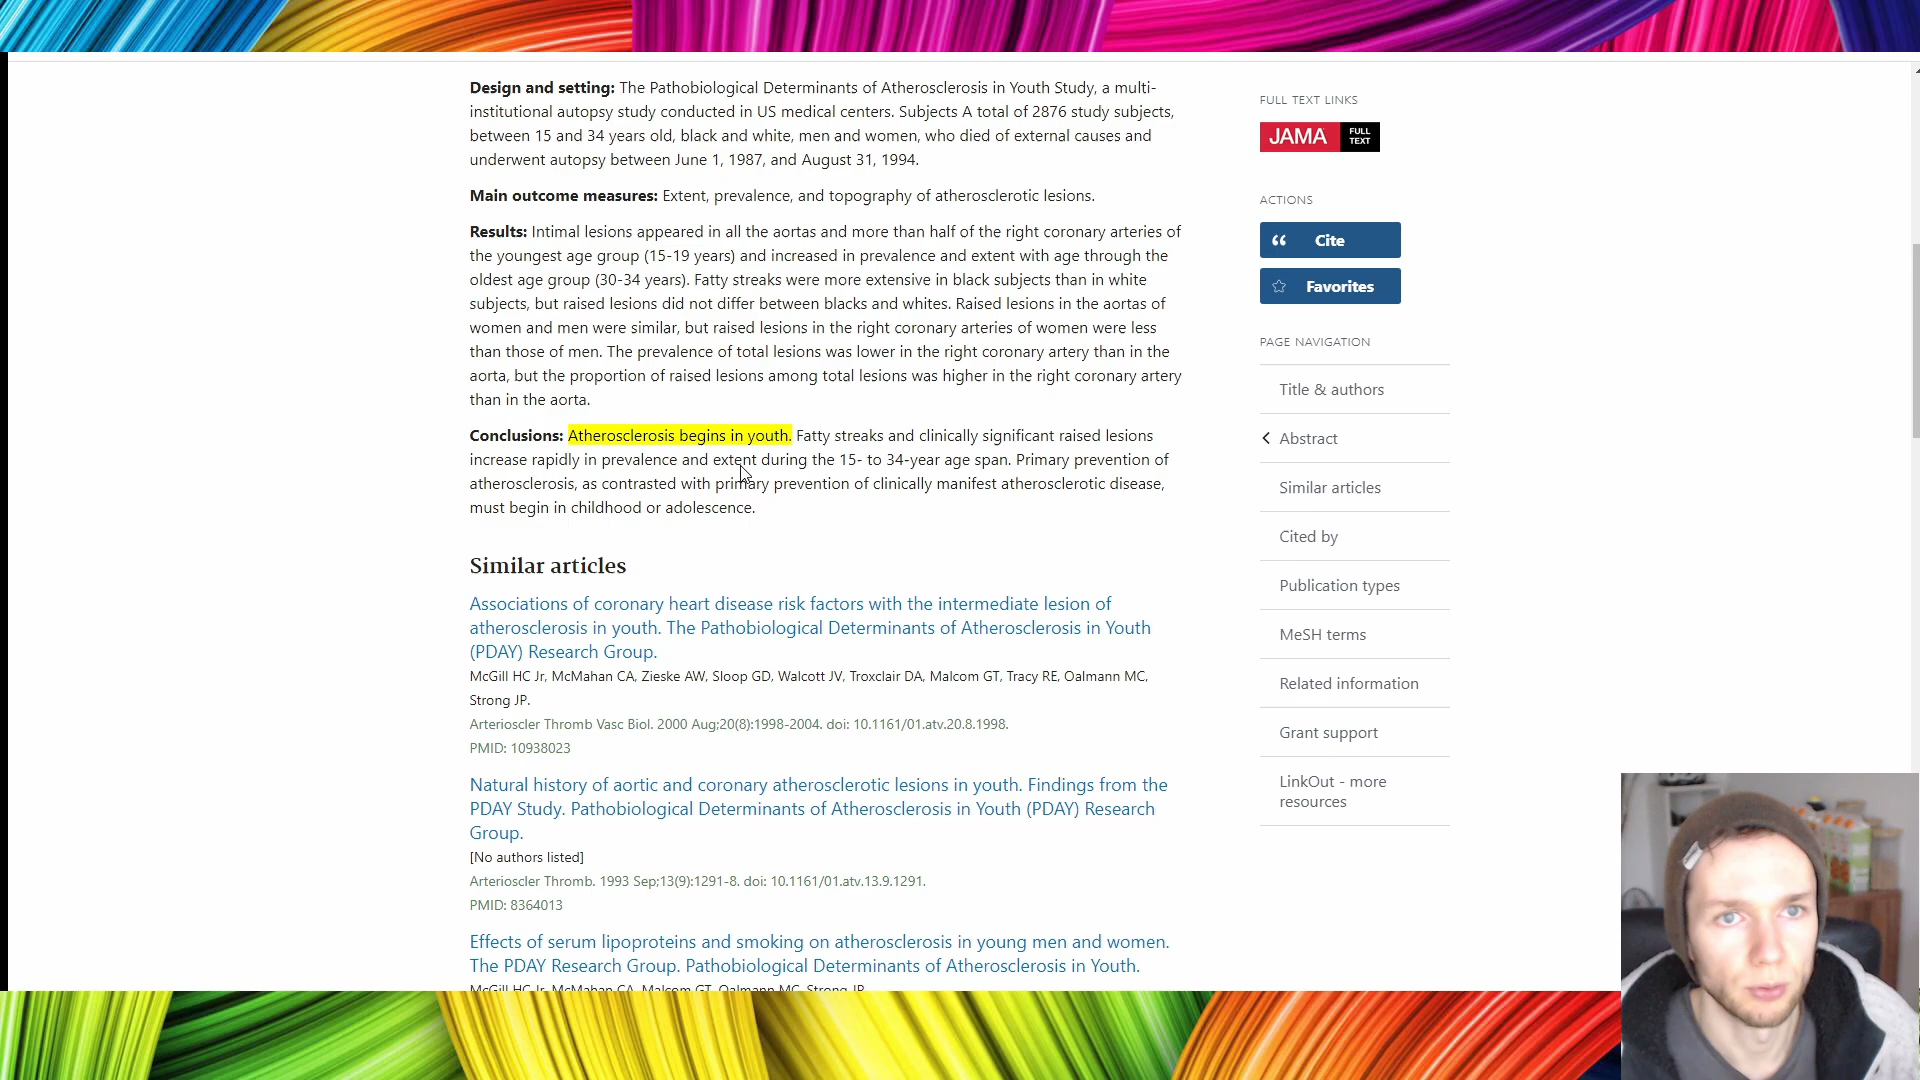 Design and setting: The Pathobiological Determinants of Atherosclerosis in Youth Study, a multi-
institutional autopsy study conducted in US medical centers. Subjects A total of 2876 study subjects,
between 15 and 34 years old, black and white, men and women, who died of external causes and
underwent autopsy between June 1, 1987, and August 31, 1994.
Main outcome measures: Extent, prevalence, and topography of atherosclerotic lesions.
Results: Intimal lesions appeared in all the aortas and more than half of the right coronary arteries of
the youngest age group (15-19 years) and increased in prevalence and extent with age through the
oldest age group (30-34 years). Fatty streaks were more extensive in black subjects than in white
subjects, but raised lesions did not differ between blacks and whites. Raised lesions in the aortas of
women and men were similar, but raised lesions in the right coronary arteries of women were less
than those of men. The prevalence of total lesions was lower in the right coronary artery than in the
aorta, but the proportion of raised lesions among total lesions was higher in the right coronary artery
than in the aorta.
Conclusions: Atherosclerosis begins in youth. Fatty streaks and clinically significant raised lesions
increase rapidly in prevalence and extent during the 15- to 34-year age span. Primary prevention of
atherosclerosis, as contrasted with primary prevention of clinically manifest atherosclerotic disease,
must begin in childhood or adolescence.
Similar articles
Associations of coronary heart disease risk factors with the intermediate lesion of
atherosclerosis in youth. The Pathobiological Determinants of Atherosclerosis in Youth
(PDAY) Research Group.
McGill HC Jr, McMahan CA, Zieske AW, Sloop GD, Walcott JV, Troxclair DA, Malcom GT, Tracy RE, Oalmann MC,
Strong JP.
Arterioscler Thromb Vasc Biol. 2000 Aug;20(8):1998-2004. doi: 10.1161/01.atv.20.8.1998.
PMID: 10938023
Natural history of aortic and coronary atherosclerotic lesions in youth. Findings from the
PDAY Study. Pathobiological Determinants of Atherosclerosis in Youth (PDAY) Research
Group.
[No authors listed]
Arterioscler Thromb. 1993 Sep;13(9):1291-8. doi: 10.1161/01.atv.13.9.1291.
PMID: 8364013
Effects of serum lipoproteins and smoking on atherosclerosis in young men and women.
The PDAY Research Group. Pathobiological Determinants of Atherosclerosis in Youth.
McGill HC Jr, McMahan CA, Malcom GT, Oalmann MC, Strong JP.
FULL TEXT LINKS
JAMA FULL
TEXT
ACTIONS
Cite
Favorites
PAGE NAVIGATION
Title & authors
Abstract
Similar articles
Cited by
Publication types
MeSH terms
Related information
Grant support
LinkOut - more
resources